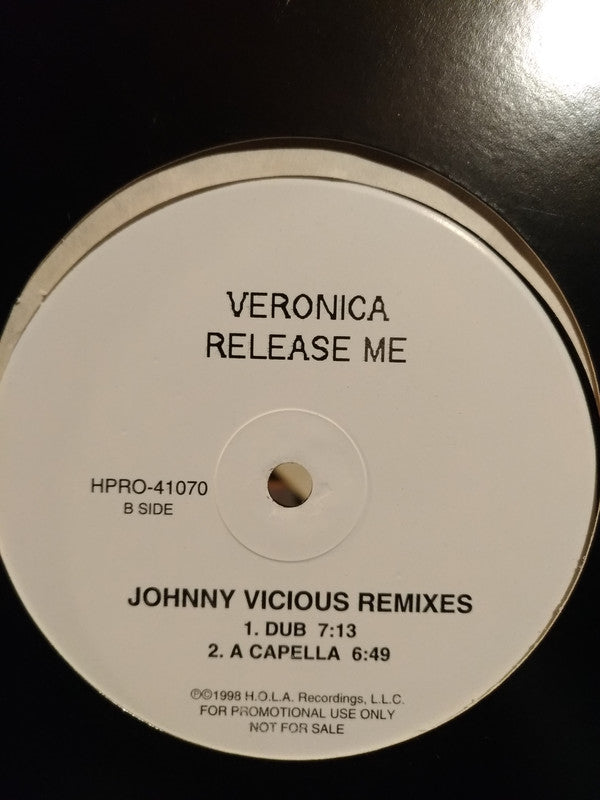 VERONICA
RELEASE ME
HPRO-41070
B SIDE
JOHNNY VICIOUS REMIXES
1. DUB 7:13
2. A CAPELLA 6:49
℗©1998 H.O.L.A. Recordings, L.L.C.
FOR PROMOTIONAL USE ONLY
NOT FOR SALE